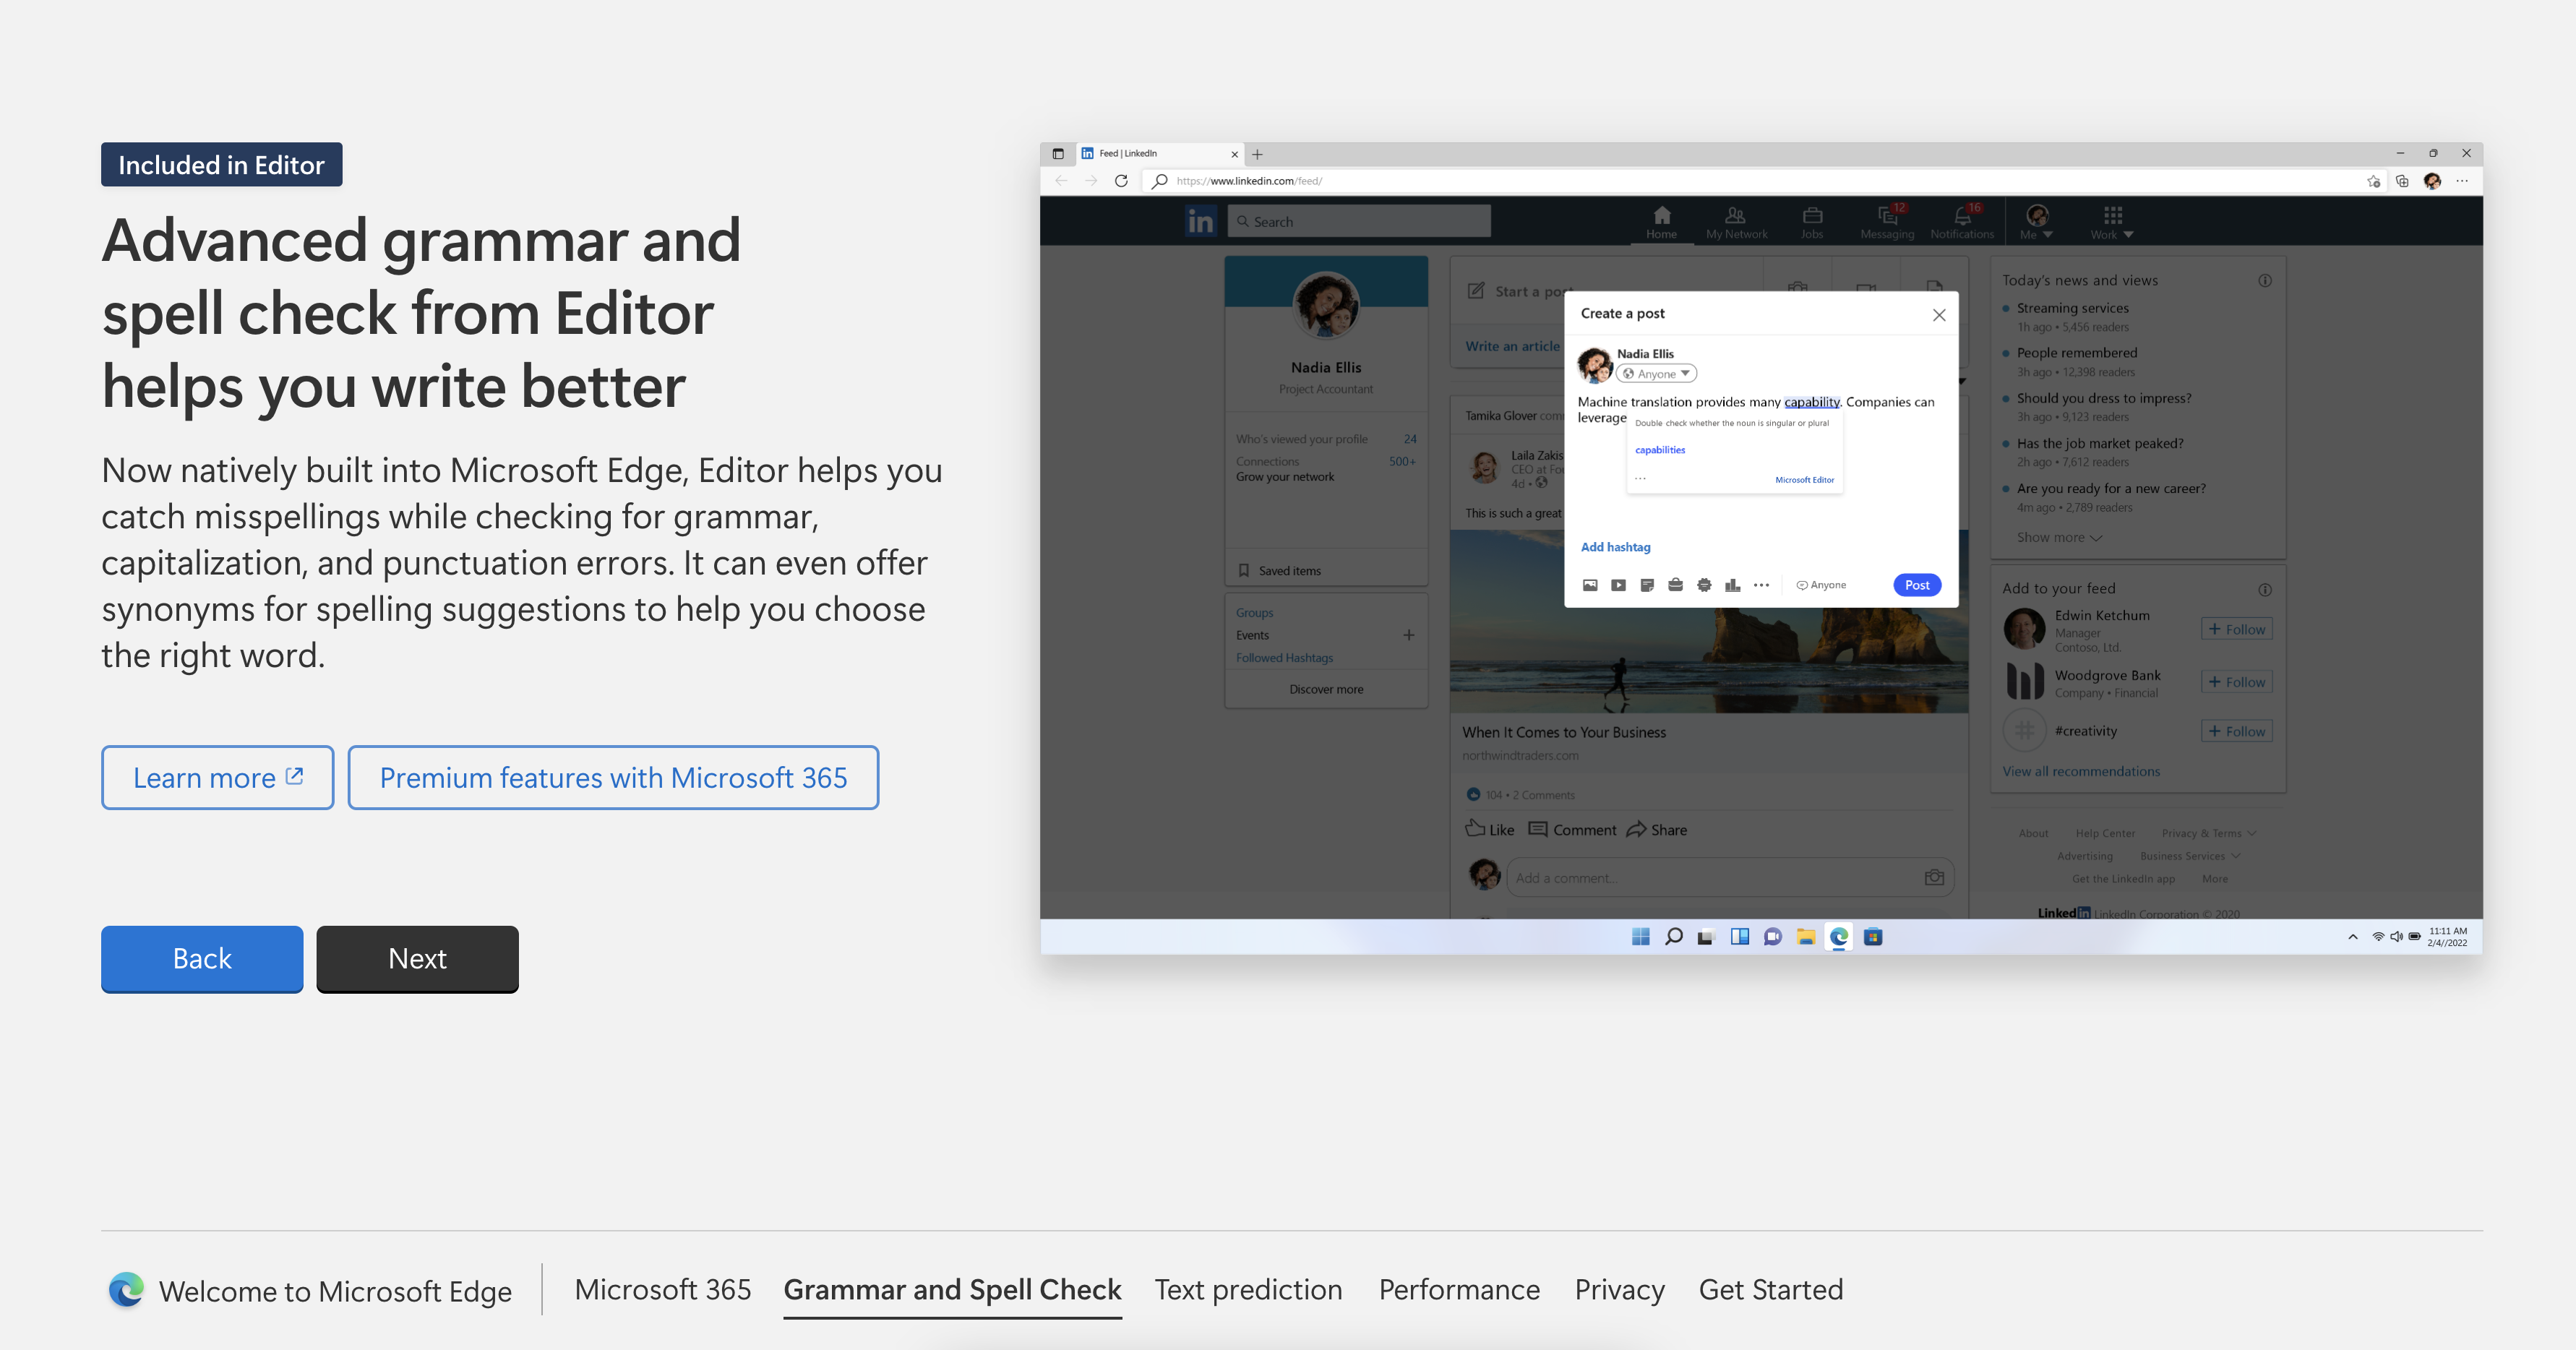 Included in Editor
Advanced grammar and
spell check from Editor
helps you write better
Now natively built into Microsoft Edge, Editor helps you
catch misspellings while checking for grammar,
capitalization, and punctuation errors. It can even offer
synonyms for spelling suggestions to help you choose
the right word.
Learn more
Premium features with Microsoft 365
Back
Next
Feed | LinkedIn
https://www.linkedin.com/feed/
in
Search
Home
My Network
Jobs
12
Messaging
16
Notifications
Me
Work
Nadia Ellis
Project Accountant
Who's viewed your profile 24
Connections 500+
Grow your network
Saved items
Groups
Events
Followed Hashtags
Discover more
Start a pos
Write an article
Tamika Glover com
Laila Zakis
CEO at Fo
4d •
This is such a great
Create a post
Nadia Ellis
Anyone
Machine translation provides many capability. Companies can
leverage
Double check whether the noun is singular or plural
capabilities
...
Microsoft Editor
Add hashtag
Anyone
Post
When It Comes to Your Business
northwindtraders.com
104 • 2 Comments
Like
Comment
Share
Add a comment...
Today's news and views
Streaming services
1h ago • 5,456 readers
People remembered
3h ago • 12,398 readers
Should you dress to impress?
3h ago • 9,123 readers
Has the job market peaked?
2h ago • 7,612 readers
Are you ready for a new career?
4m ago • 2,789 readers
Show more
Add to your feed
Edwin Ketchum
Manager
Contoso, Ltd.
+ Follow
Woodgrove Bank
Company • Financial
+ Follow
#creativity
+ Follow
View all recommendations
About Help Center Privacy & Terms
Advertising Business Services
Get the LinkedIn app More
Linkedin LinkedIn Corporation © 2020
11:11 AM
2/4//2022
Welcome to Microsoft Edge
Microsoft 365
Grammar and Spell Check
Text prediction
Performance
Privacy
Get Started